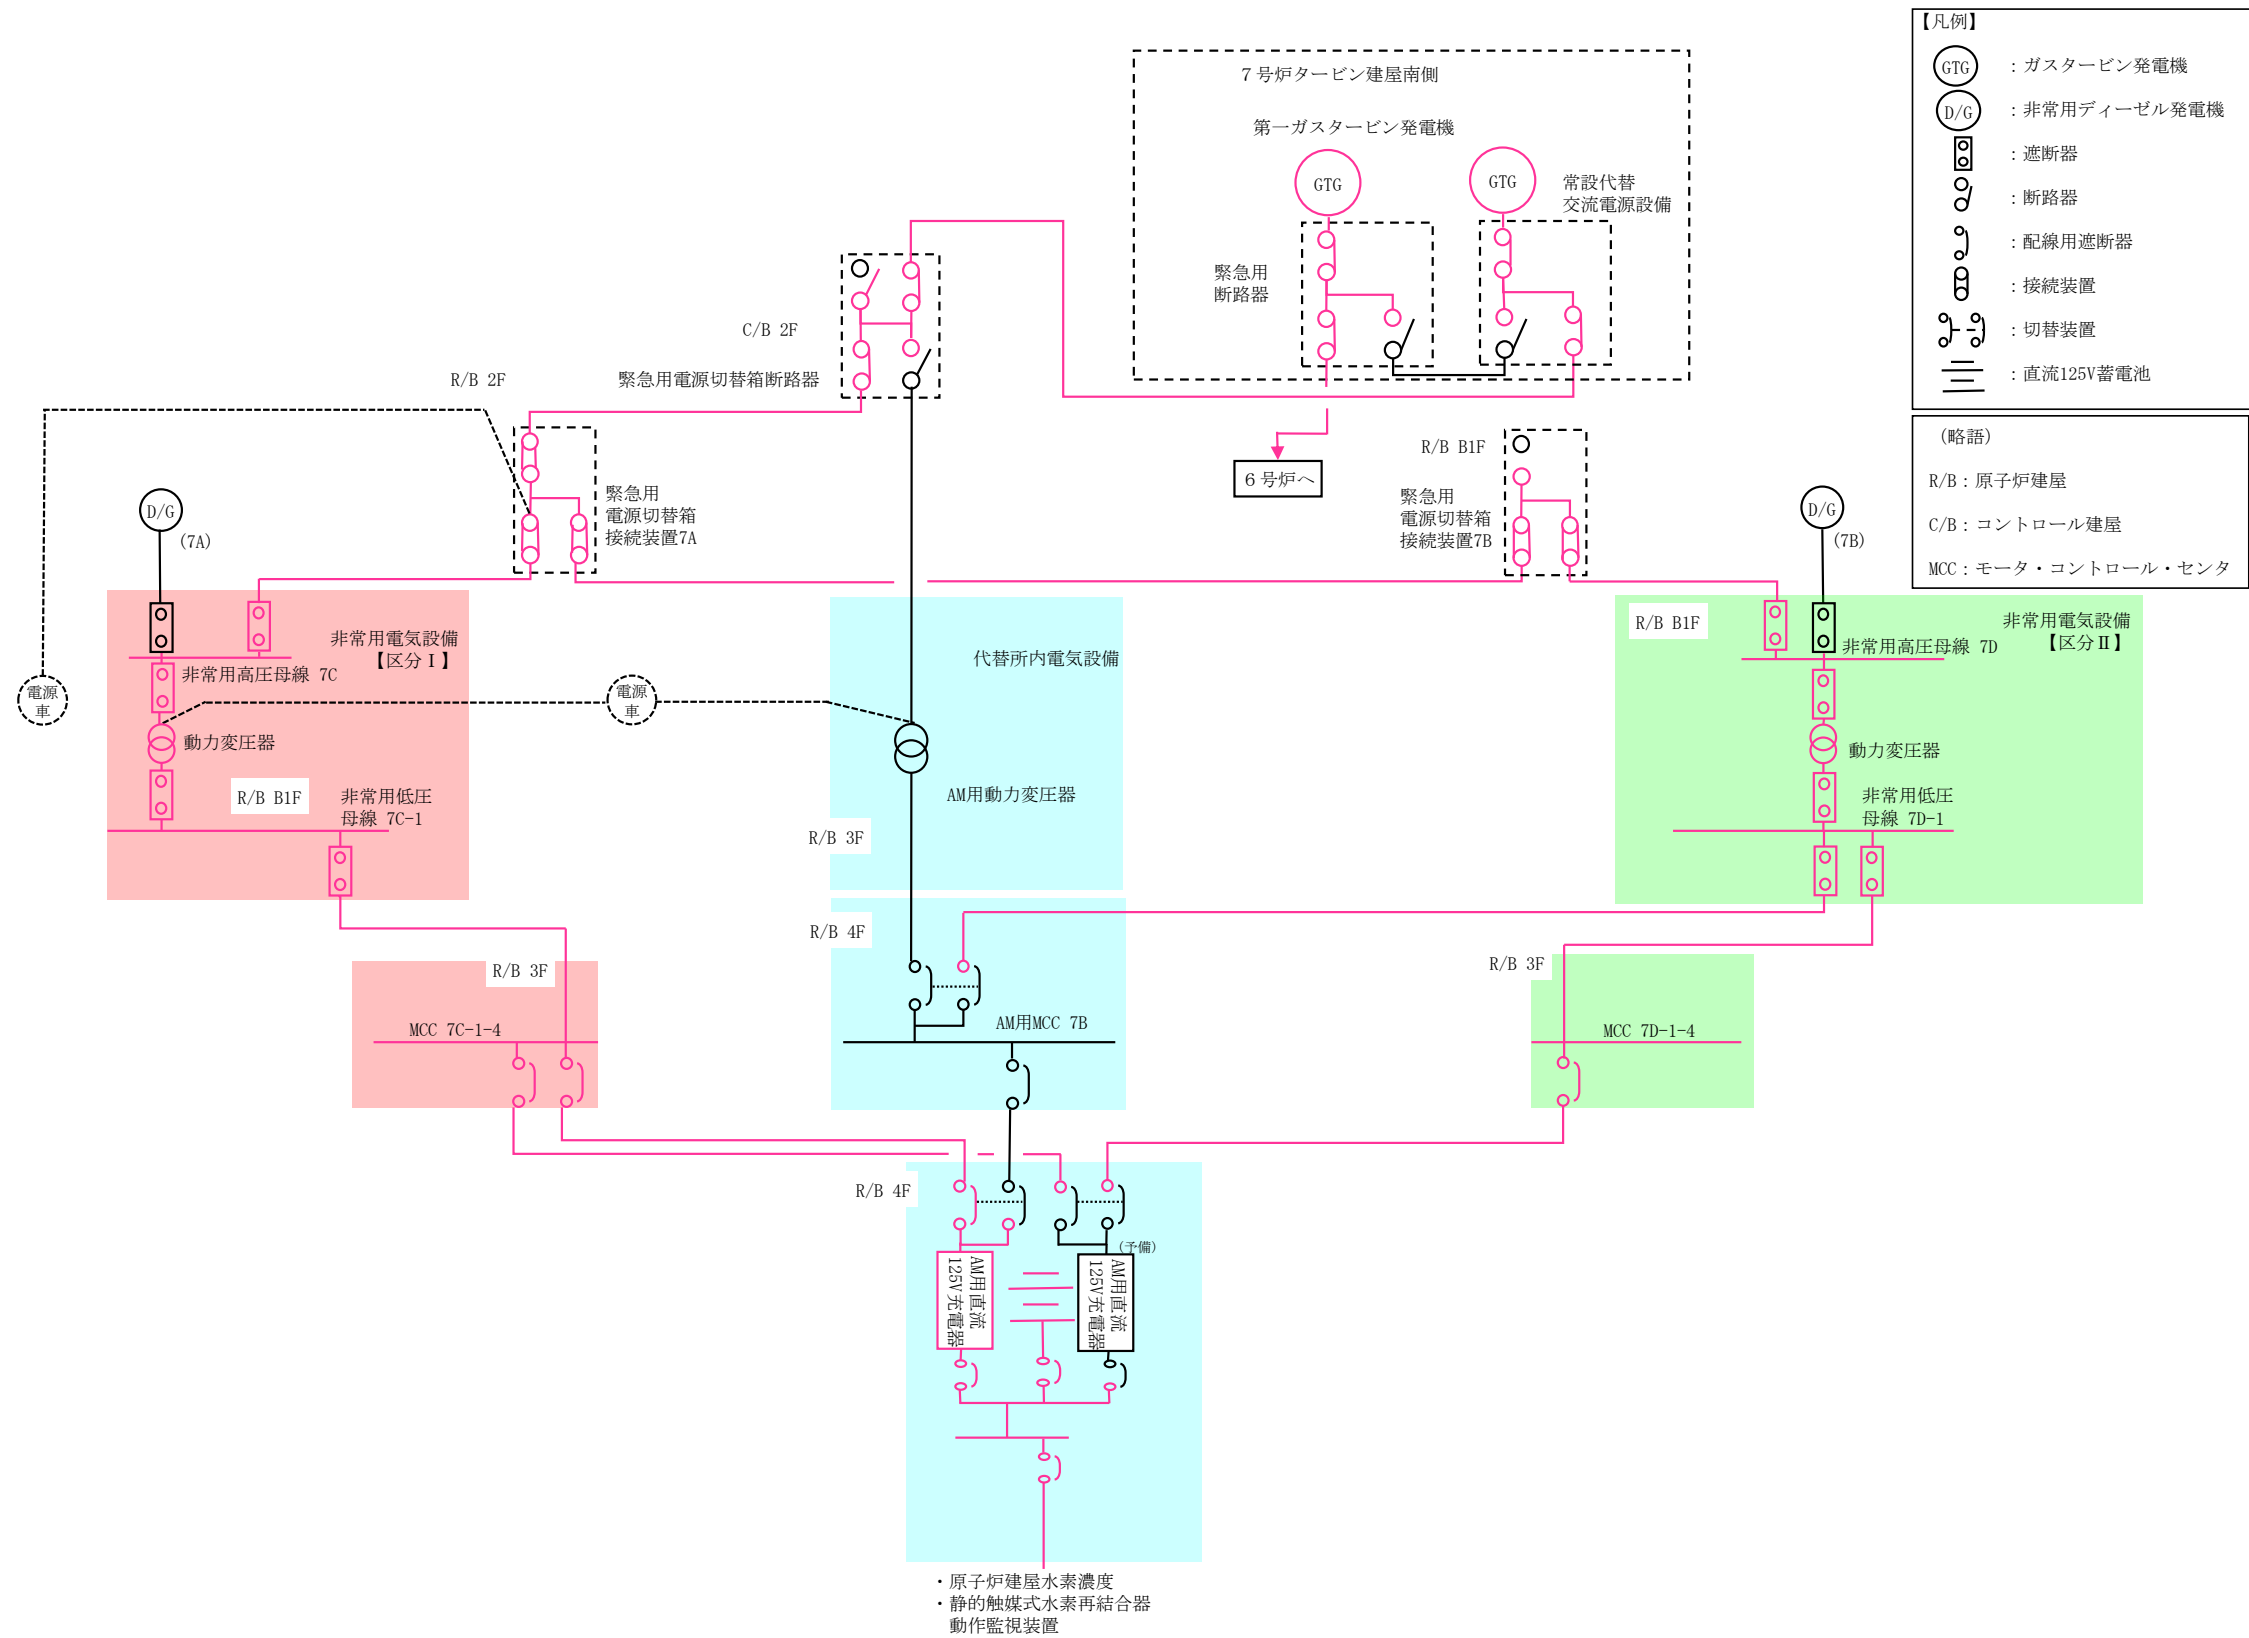 ７号炉タービン建屋南側
第一ガスタービン発電機
GTG
GTG
常設代替
交流電源設備
緊急用
断路器
C/B 2F
緊急用電源切替箱断路器
R/B 2F
緊急用
電源切替箱
接続装置7A
６号炉へ
R/B B1F
緊急用
電源切替箱
接続装置7B
D/G
(7A)
D/G
(7B)
【凡例】
GTG
：ガスタービン発電機
D/G
：非常用ディーゼル発電機
：遮断器
：断路器
：配線用遮断器
：接続装置
：切替装置
：直流125V蓄電池
（略語）
R/B：原子炉建屋
C/B：コントロール建屋
MCC：モータ・コントロール・センタ
非常用電気設備
【区分Ⅰ】
非常用高圧母線 7C
動力変圧器
R/B B1F
非常用低圧
母線 7C-1
電源
車
電源
車
代替所内電気設備
AM用動力変圧器
R/B 3F
R/B B1F
非常用電気設備
【区分Ⅱ】
非常用高圧母線 7D
動力変圧器
非常用低圧
母線 7D-1
R/B 4F
AM用MCC 7B
R/B 3F
MCC 7C-1-4
R/B 3F
MCC 7D-1-4
R/B 4F
（予備）
AM用直流
125V充電器
AM用直流
125V充電器
・原子炉建屋水素濃度
・静的触媒式水素再結合器
動作監視装置